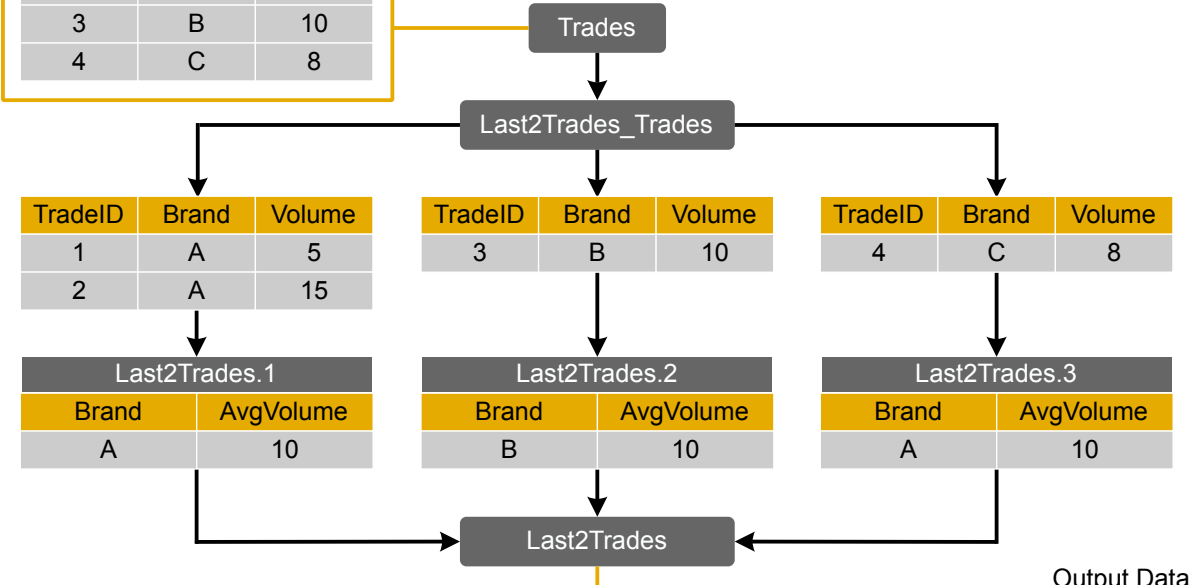 3 B 10
4 C 8
Trades
Last2Trades_Trades
TradeID Brand Volume
1 A 5
2 A 15
TradeID Brand Volume
3 B 10
TradeID Brand Volume
4 C 8
Last2Trades.1
Brand AvgVolume
A 10
Last2Trades.2
Brand AvgVolume
B 10
Last2Trades.3
Brand AvgVolume
A 10
Last2Trades
Output Data